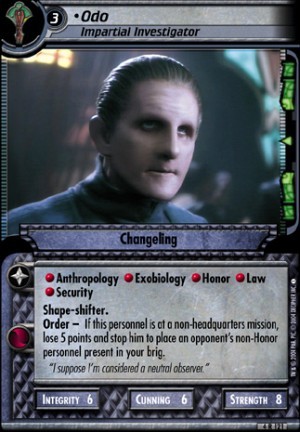 3
•Odo
Impartial Investigator
Changeling
Anthropology Exobiology Honor Law
Security
Shape-shifter.
Order – If this personnel is at a non-headquarters mission,
lose 5 points and stop him to place an opponent's non-Honor
personnel present in your brig.
"I suppose I'm considered a neutral observer."
INTEGRITY 6 CUNNING 6 STRENGTH 8